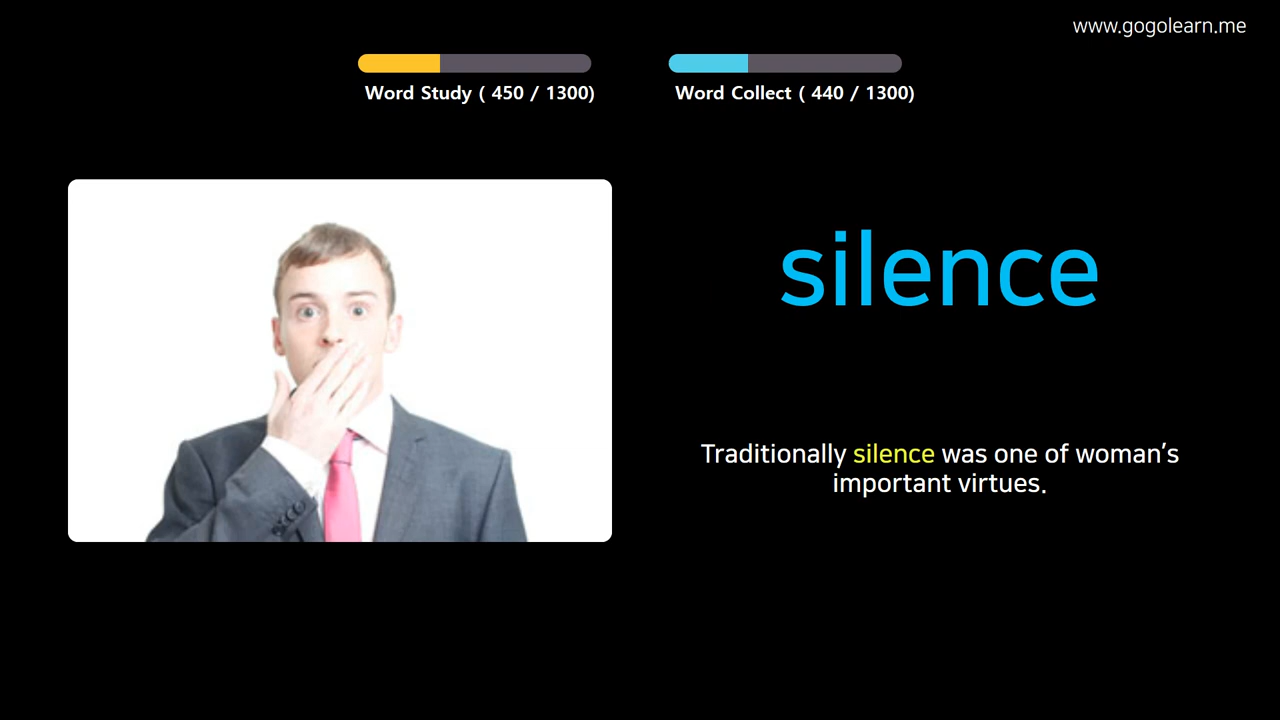 www.gogolearn.me
Word Study ( 450 / 1300)
Word Collect ( 440 / 1300)
silence
Traditionally silence was one of woman's
important virtues.